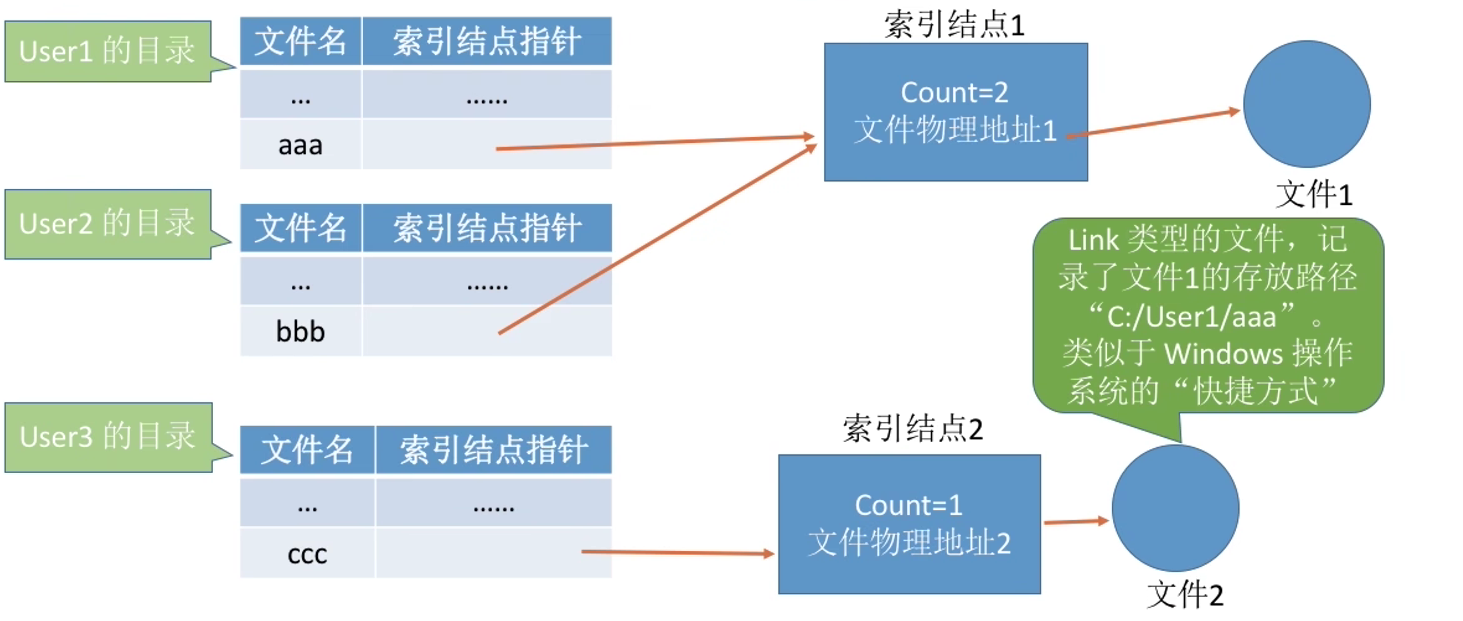 User1 的目录
文件名 索引结点指针
... ......
aaa
User2 的目录
文件名 索引结点指针
... ......
bbb
User3 的目录
文件名 索引结点指针
... ......
ccc
索引结点1
Count=2
文件物理地址1
文件1
Link 类型的文件，记
录了文件1的存放路径
“C:/User1/aaa”。
类似于 Windows 操作
系统的“快捷方式”
索引结点2
Count=1
文件物理地址2
文件2